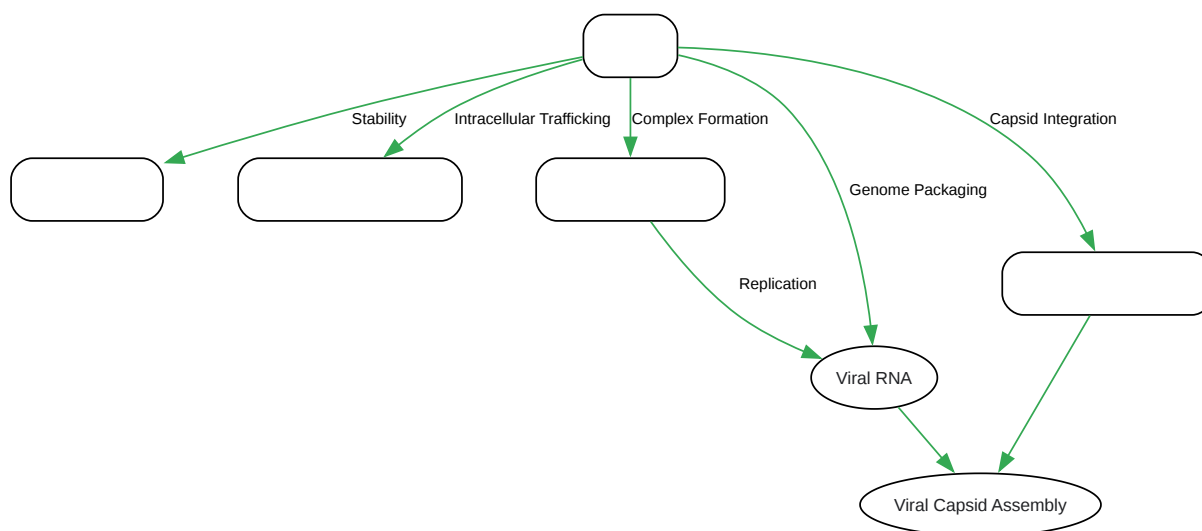 Stability
Intracellular Trafficking
Complex Formation
Capsid Integration
Genome Packaging
Replication
Viral RNA
Viral Capsid Assembly